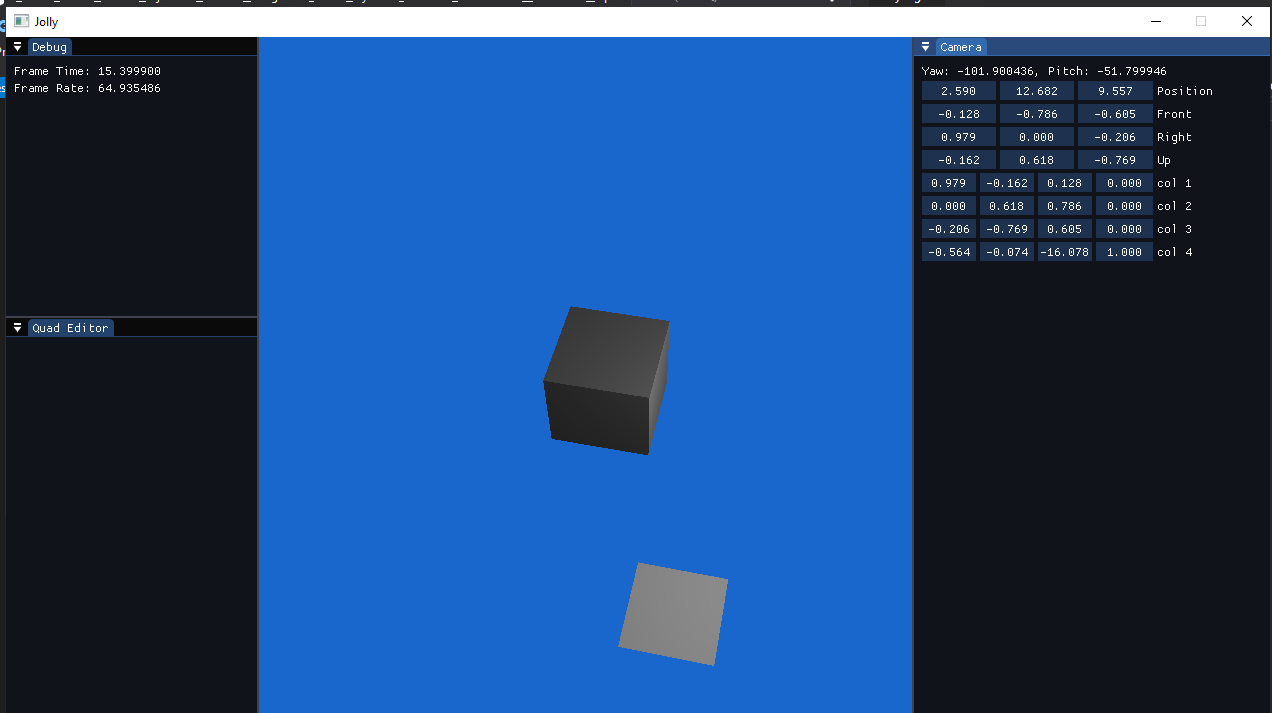 Jolly
Debug
Frame Time: 15.399900
Frame Rate: 64.935486
Quad Editor
Camera
Yaw: -101.900436, Pitch: -51.799946
2.590 12.682 9.557 Position
-0.128 -0.786 -0.605 Front
0.979 0.000 -0.206 Right
-0.162 0.618 -0.769 Up
0.979 -0.162 0.128 0.000 col 1
0.000 0.618 0.786 0.000 col 2
-0.206 -0.769 0.605 0.000 col 3
-0.564 -0.074 -16.078 1.000 col 4